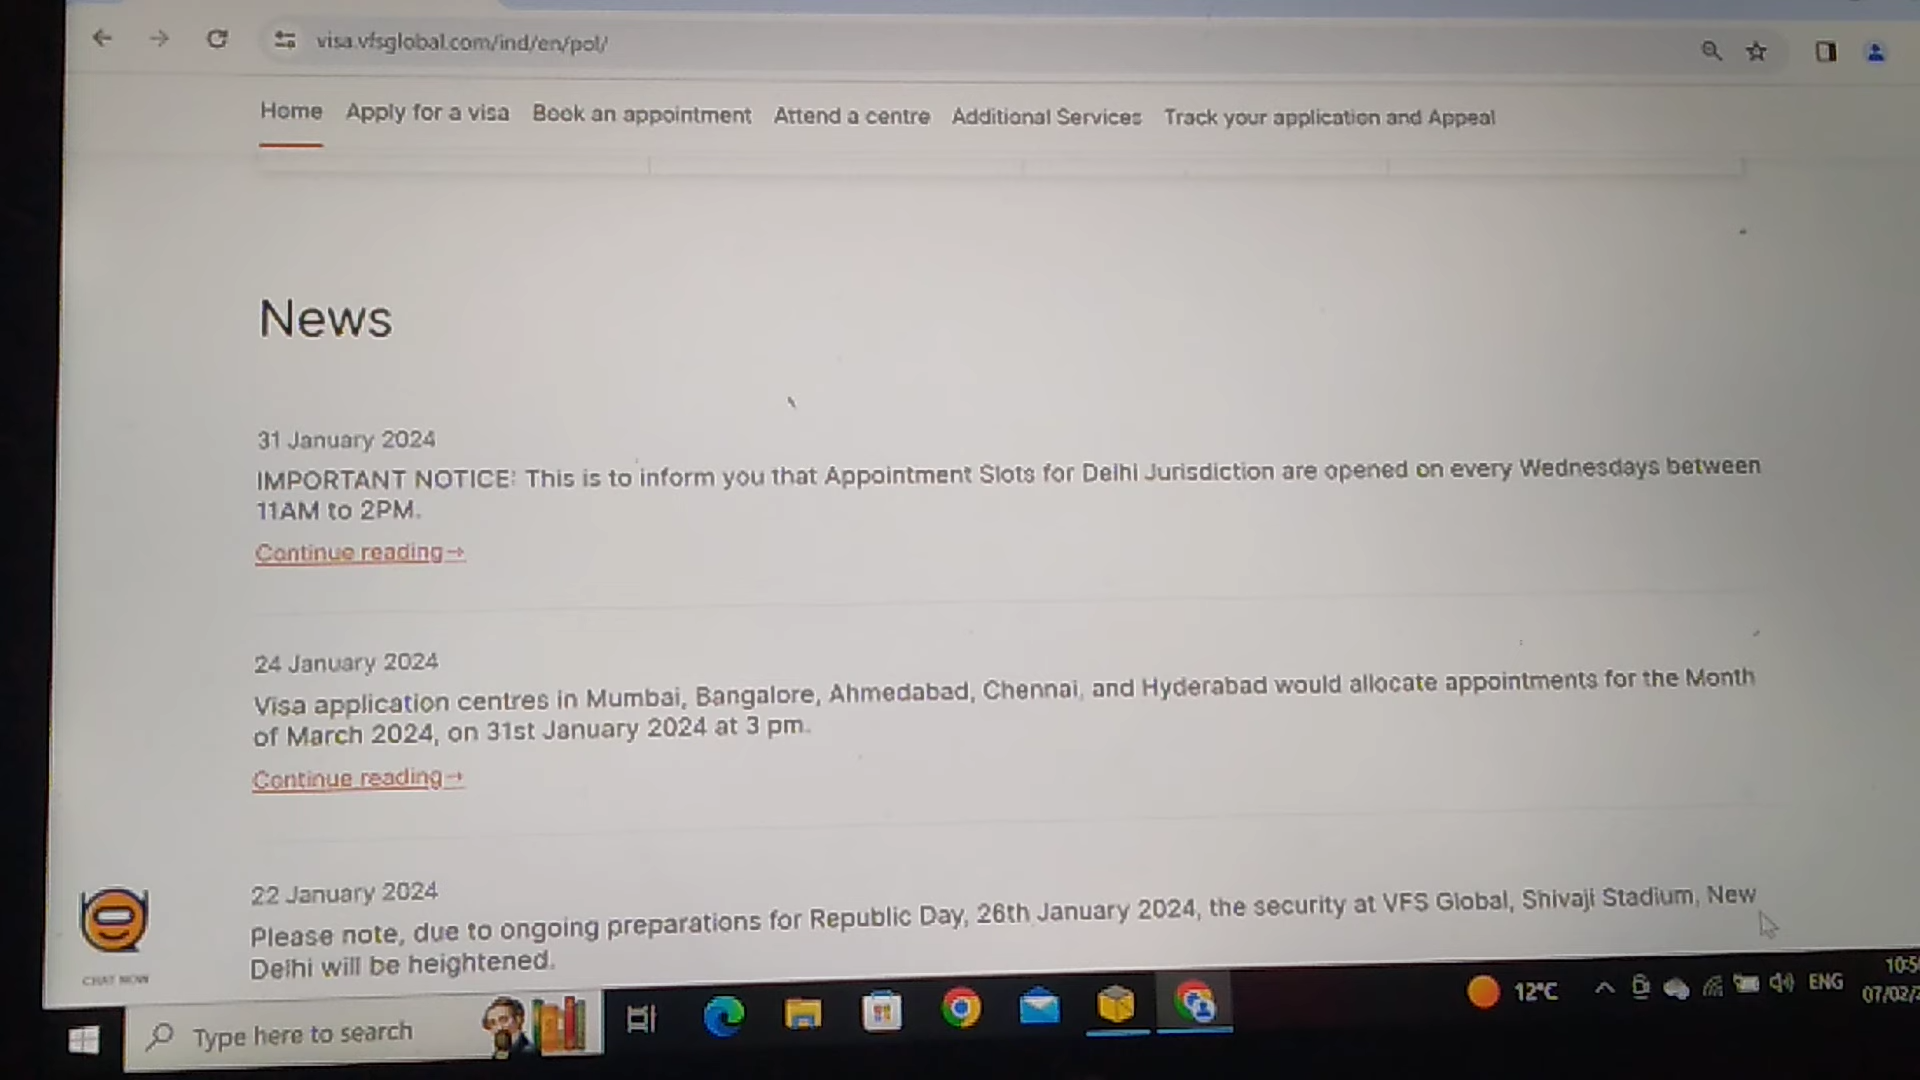 visa.vfsglobal.com/ind/en/pol/
Home Apply for a visa Book an appointment Attend a centre Additional Services Track your application and Appeal
News
31 January 2024
IMPORTANT NOTICE: This is to inform you that Appointment Slots for Delhi Jurisdiction are opened on every Wednesdays between
11AM to 2PM.
Continue reading→
24 January 2024
Visa application centres in Mumbai, Bangalore, Ahmedabad, Chennai, and Hyderabad would allocate appointments for the Month
of March 2024, on 31st January 2024 at 3 pm.
Continue reading→
22 January 2024
Please note, due to ongoing preparations for Republic Day, 26th January 2024, the security at VFS Global, Shivaji Stadium, New
Delhi will be heightened.
CHAT NOW
Type here to search
12°C
ENG
10:5
07/02/